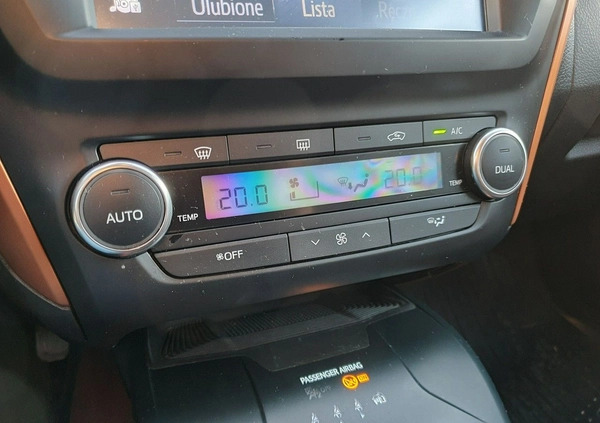 Ulubione Lista
A/C
AUTO
TEMP
20.0
20.0
TEMP
DUAL
OFF
PASSENGER AIRBAG